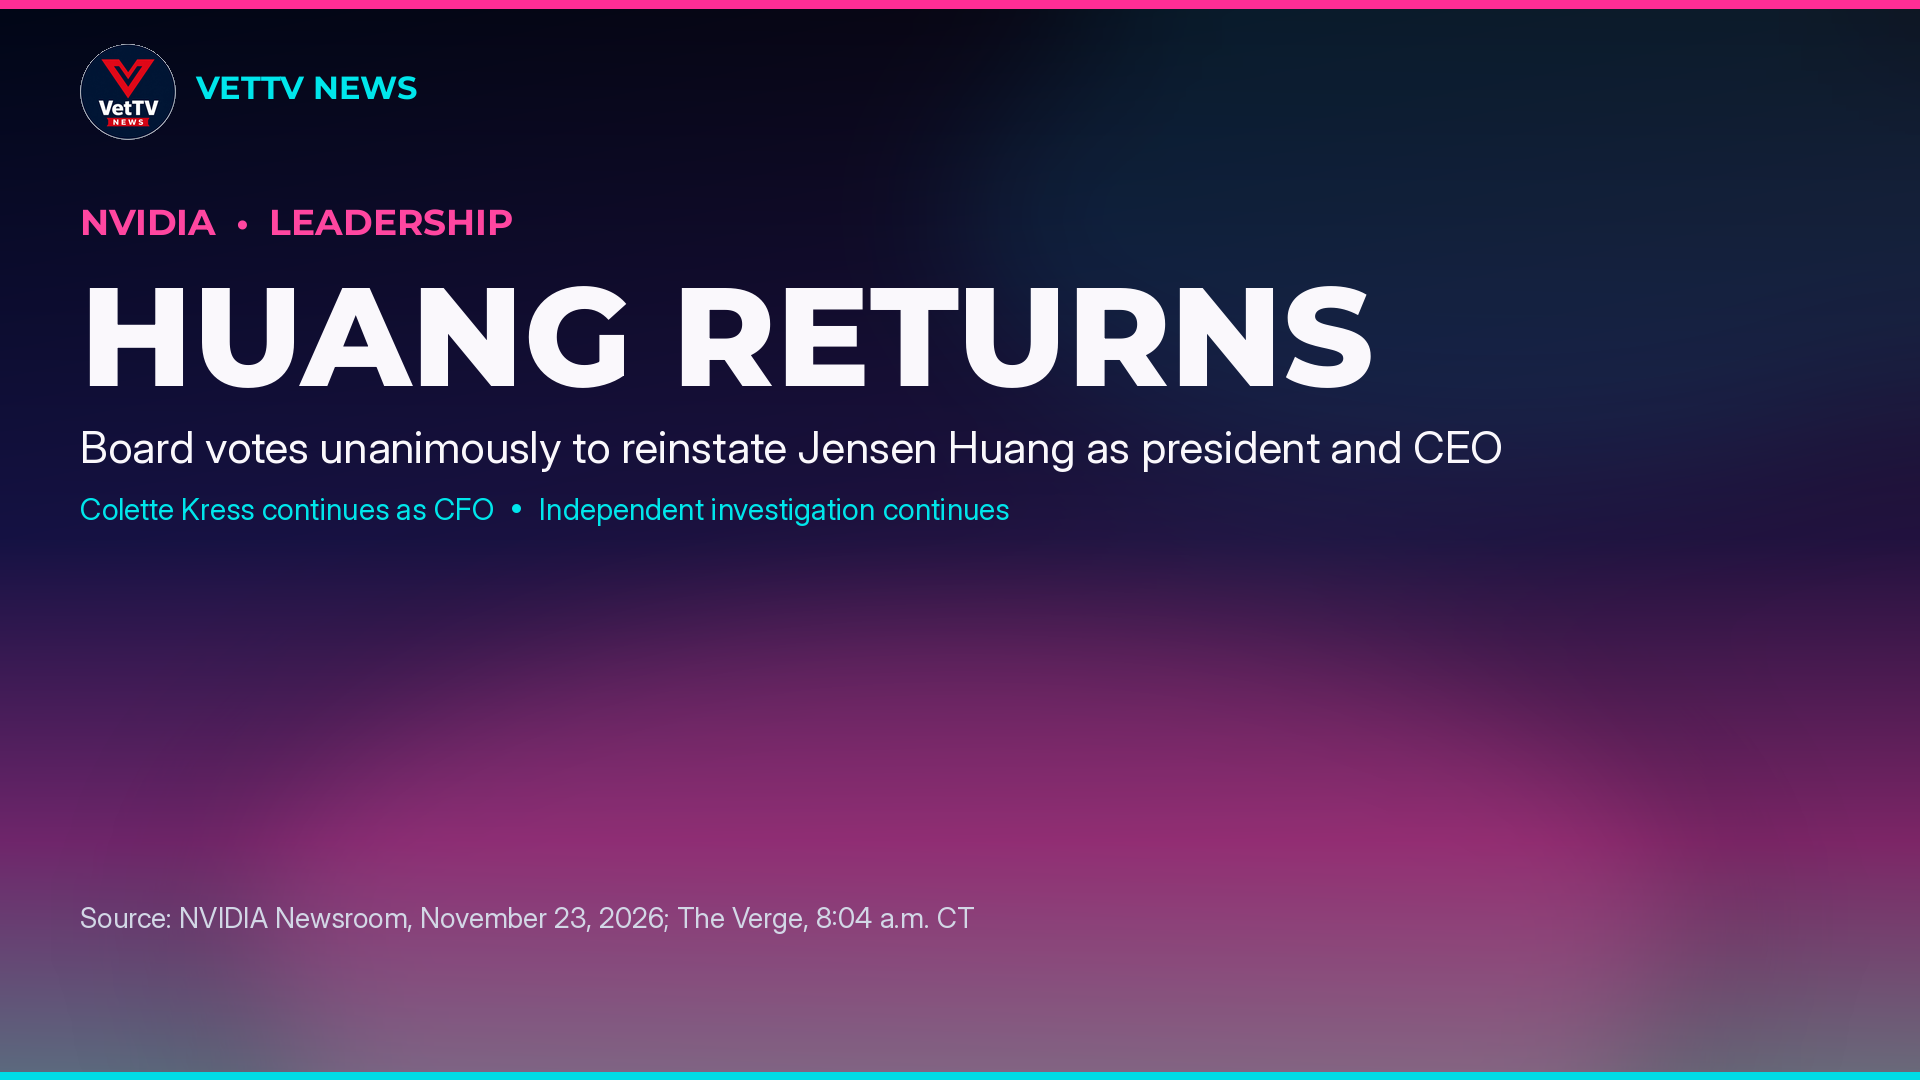 VetTV
NEWS
VETTV NEWS
NVIDIA • LEADERSHIP
HUANG RETURNS
Board votes unanimously to reinstate Jensen Huang as president and CEO
Colette Kress continues as CFO • Independent investigation continues
Source: NVIDIA Newsroom, November 23, 2026; The Verge, 8:04 a.m. CT